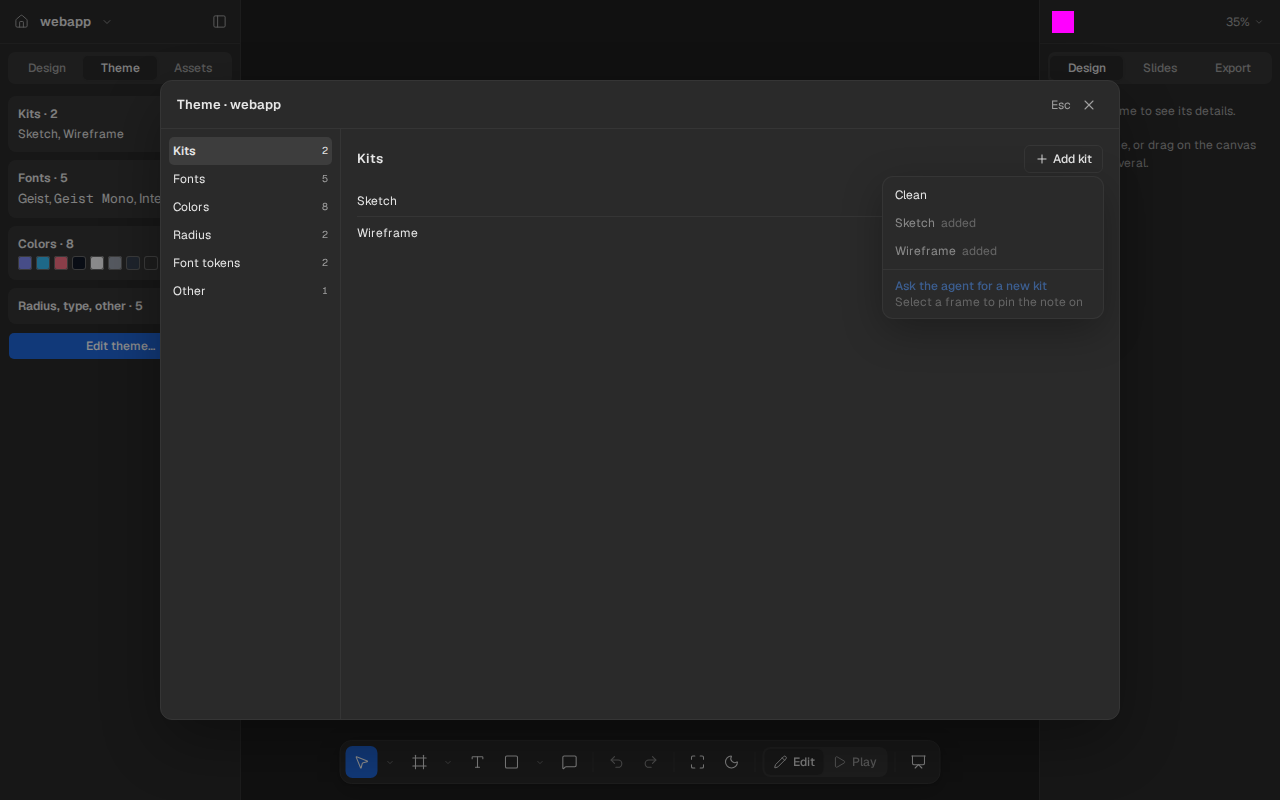 webapp
35%
Design Theme Assets
Design Slides Export
Kits · 2
Sketch, Wireframe
Fonts · 5
Geist, Geist Mono, Inte
Colors · 8
Radius, type, other · 5
Edit theme…
Theme · webapp
Esc
Kits 2
Fonts 5
Colors 8
Radius 2
Font tokens 2
Other 1
Kits
Add kit
Sketch
Wireframe
Clean
Sketch added
Wireframe added
Ask the agent for a new kit
Select a frame to pin the note on
me to see its details.
e, or drag on the canvas
veral.
Edit Play